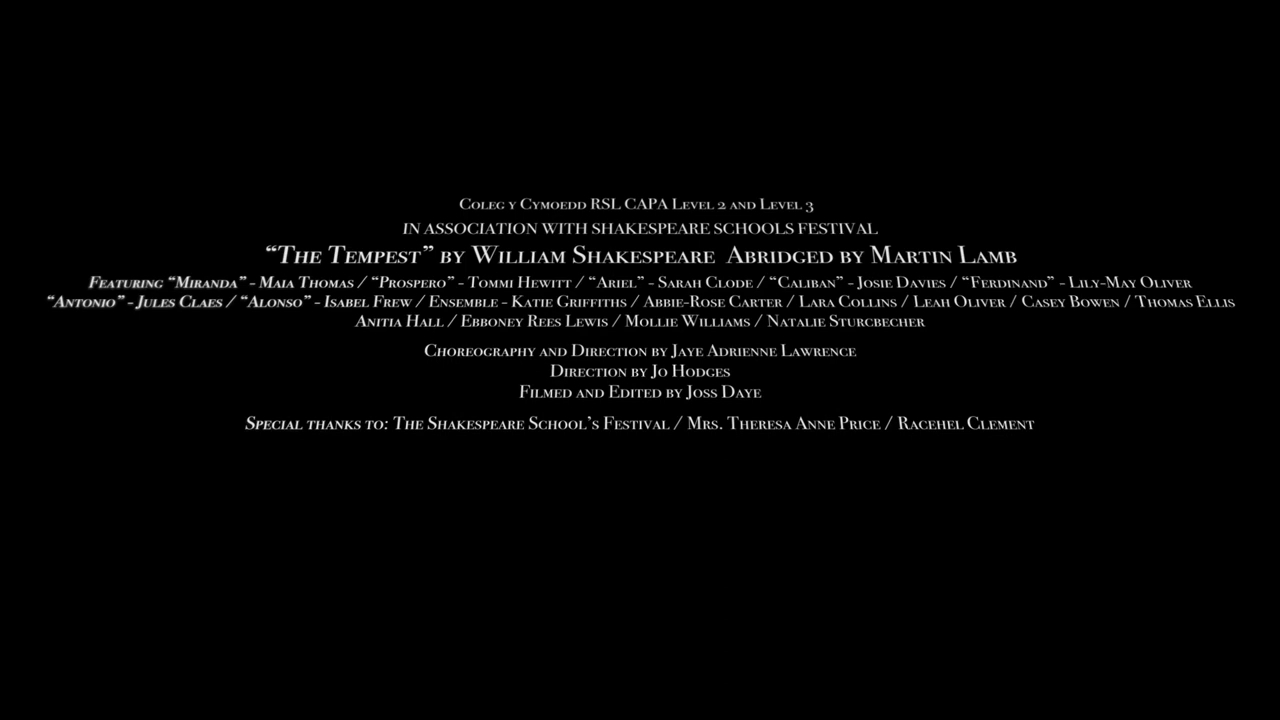 Coleg y Cymoedd RSL CAPA Level 2 and Level 3
IN ASSOCIATION WITH SHAKESPEARE SCHOOLS FESTIVAL
“The Tempest” by William Shakespeare Abridged by Martin Lamb
Featuring “Miranda” - Maia Thomas / “Prospero” - Tommi Hewitt / “Ariel” - Sarah Clode / “Caliban” - Josie Davies / “Ferdinand” - Lily-May Oliver
“Antonio” - Jules Claes / “Alonso” - Isabel Frew / Ensemble - Katie Griffiths / Abbie-Rose Carter / Lara Collins / Leah Oliver / Casey Bowen / Thomas Ellis
Anitia Hall / Ebboney Rees Lewis / Mollie Williams / Natalie Sturcbecher
Choreography and Direction by Jaye Adrienne Lawrence
Direction by Jo Hodges
Filmed and Edited by Joss Daye
Special thanks to: The Shakespeare School’s Festival / Mrs. Theresa Anne Price / Racehel Clement